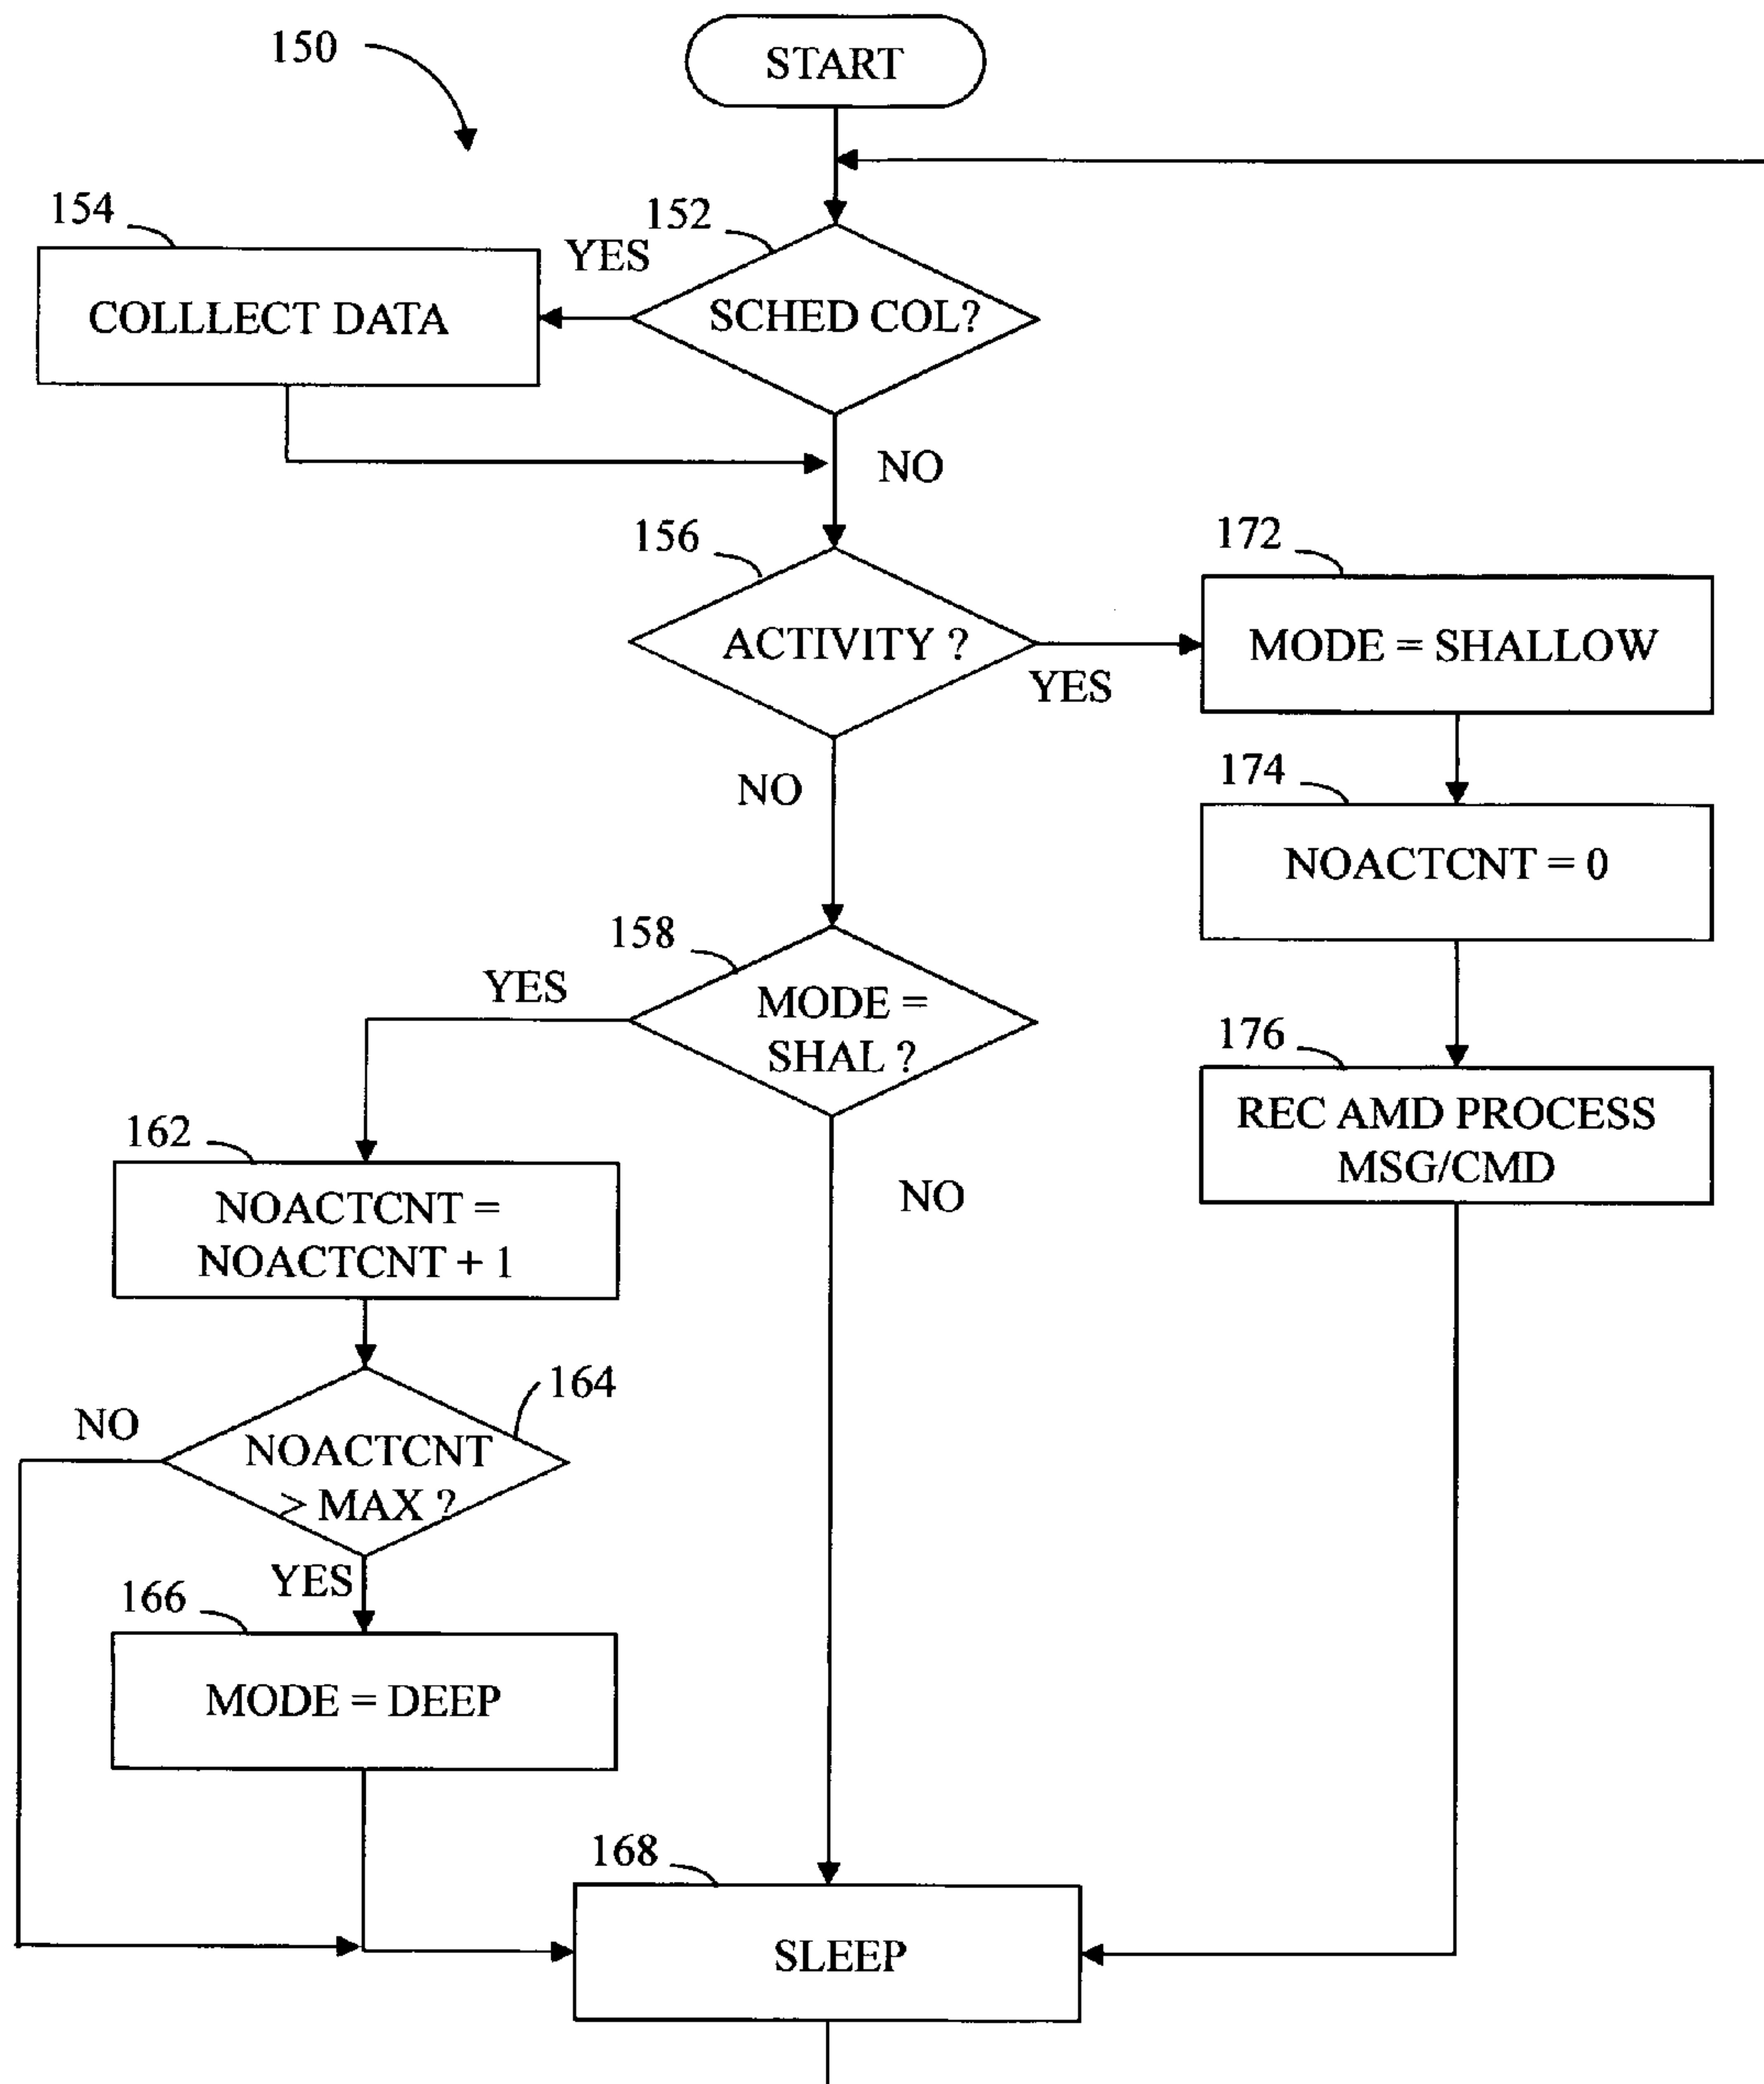 150
START
154
152
YES
COLLLECT DATA
SCHED COL?
NO
156
172
ACTIVITY ?
MODE = SHALLOW
YES
NO
174
NOACTCNT = 0
158
YES
MODE =
SHAL ?
176
REC AMD PROCESS
MSG/CMD
162
NOACTCNT =
NOACTCNT + 1
NO
164
NO
NOACTCNT
> MAX ?
YES
166
MODE = DEEP
168
SLEEP